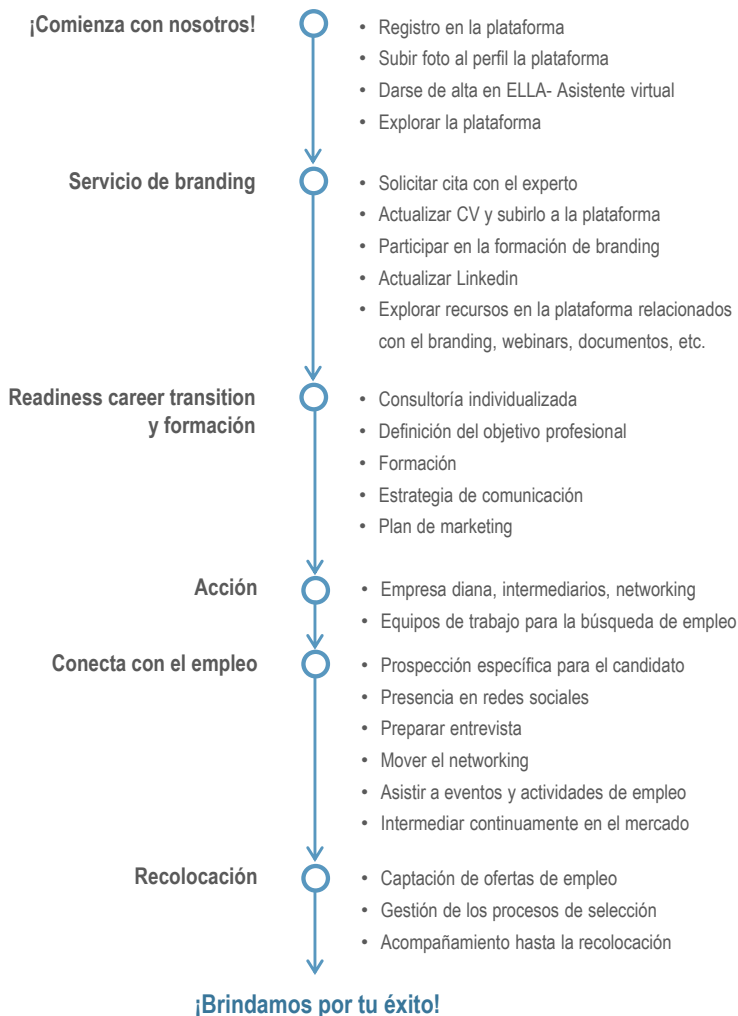 ¡Comienza con nosotros!
• Registro en la plataforma
• Subir foto al perfil la plataforma
• Darse de alta en ELLA- Asistente virtual
• Explorar la plataforma
Servicio de branding
• Solicitar cita con el experto
• Actualizar CV y subirlo a la plataforma
• Participar en la formación de branding
• Actualizar Linkedin
• Explorar recursos en la plataforma relacionados
con el branding, webinars, documentos, etc.
Readiness career transition
y formación
• Consultoría individualizada
• Definición del objetivo profesional
• Formación
• Estrategia de comunicación
• Plan de marketing
Acción
• Empresa diana, intermediarios, networking
• Equipos de trabajo para la búsqueda de empleo
Conecta con el empleo
• Prospección específica para el candidato
• Presencia en redes sociales
• Preparar entrevista
• Mover el networking
• Asistir a eventos y actividades de empleo
• Intermediar continuamente en el mercado
Recolocación
• Captación de ofertas de empleo
• Gestión de los procesos de selección
• Acompañamiento hasta la recolocación
¡Brindamos por tu éxito!